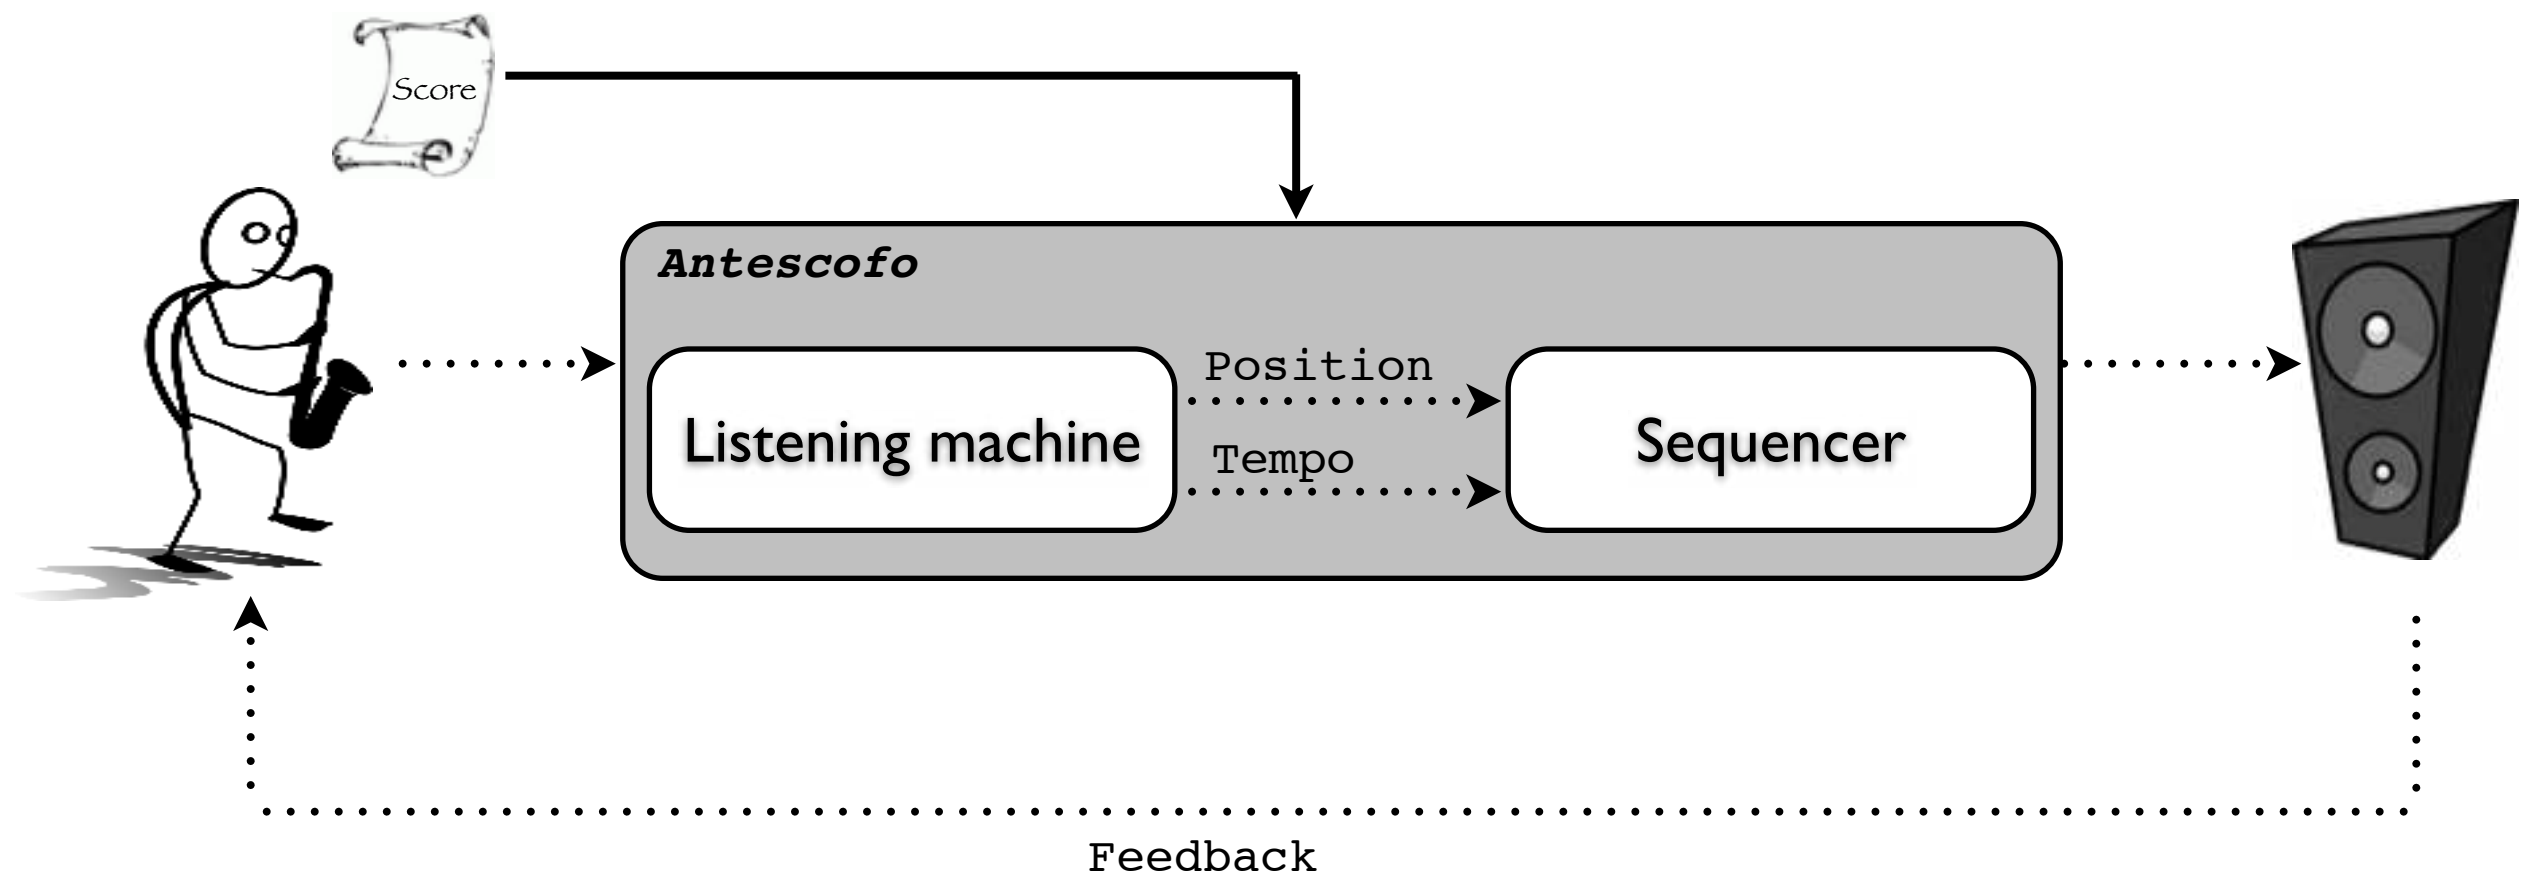 Score
Antescofo
Position
Listening machine
Sequencer
Tempo
Feedback